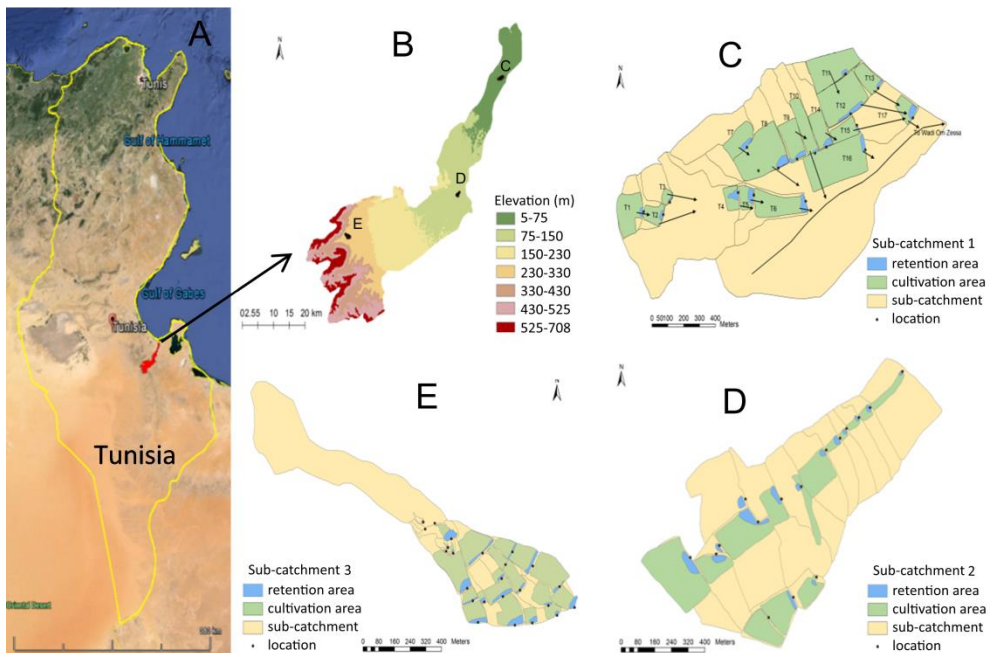 A
Tunis
Gulf of Hammamet
Gulf of Gabes
Tunisia
Tunisia
Oriental Desert
B
N
C
D
E
Elevation (m)
5-75
75-150
150-230
230-330
330-430
430-525
525-708
02.55 10 15 20 km
C
N
T11
T13
T10
T14
T12
T17
T7
T8
T9
T15
T16
To Wadi Om Zessa
T3
T1
T2
T4
T5
T6
Sub-catchment 1
retention area
cultivation area
sub-catchment
location
0 50100 200 300 400
Meters
E
N
Sub-catchment 3
retention area
cultivation area
sub-catchment
location
0 80 160 240 320 400
Meters
D
N
Sub-catchment 2
retention area
cultivation area
sub-catchment
location
0 80 160 240 320 400
Meters